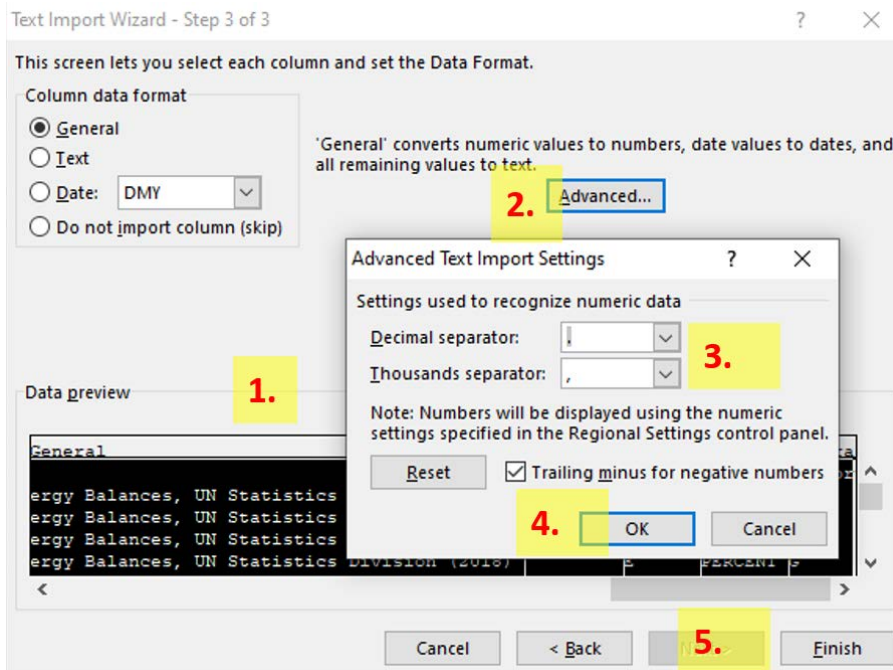 Text Import Wizard - Step 3 of 3 ?
This screen lets you select each column and set the Data Format.
Column data format
General
Text
Date: DMY
Do not import column (skip)
'General' converts numeric values to numbers, date values to dates, and
all remaining values to text.
2. Advanced...
Advanced Text Import Settings ?
Settings used to recognize numeric data
Decimal separator: .
Thousands separator: ,
3.
Note: Numbers will be displayed using the numeric
settings specified in the Regional Settings control panel.
Reset Trailing minus for negative numbers
4. OK Cancel
1.
Data preview
General
ergy Balances, UN Statistics
ergy Balances, UN Statistics
ergy Balances, UN Statistics
ergy Balances, UN Statistics Division (2018) E PERCENT G
5.
Cancel < Back Finish